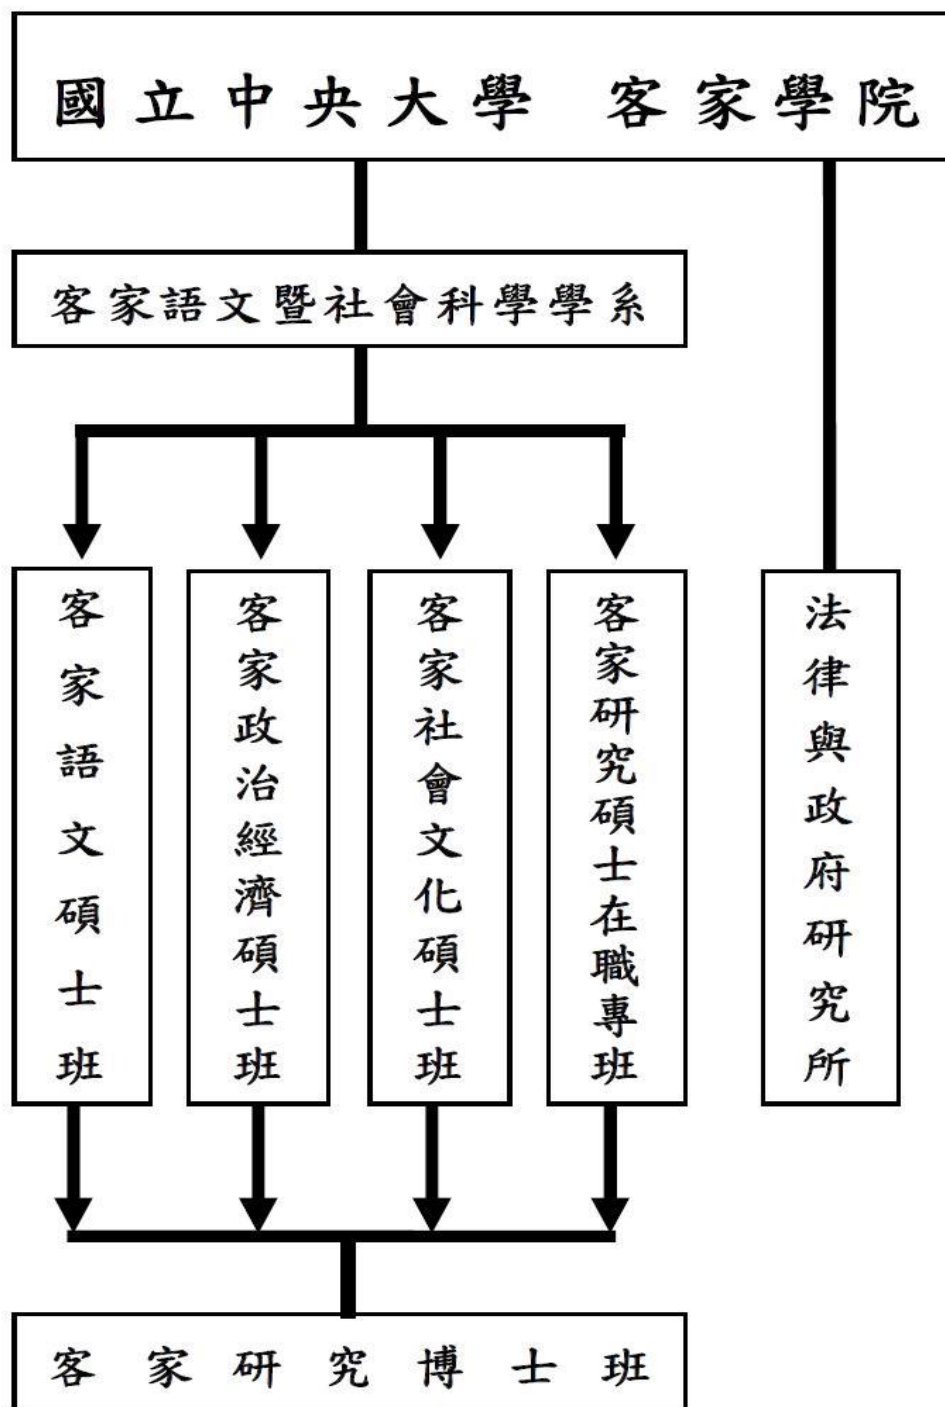 國立中央大學 客家學院
客家語文暨社會科學學系
客家語文碩士班
客家政治經濟碩士班
客家社會文化碩士班
客家研究碩士在職專班
法律與政府研究所
客家研究博士班